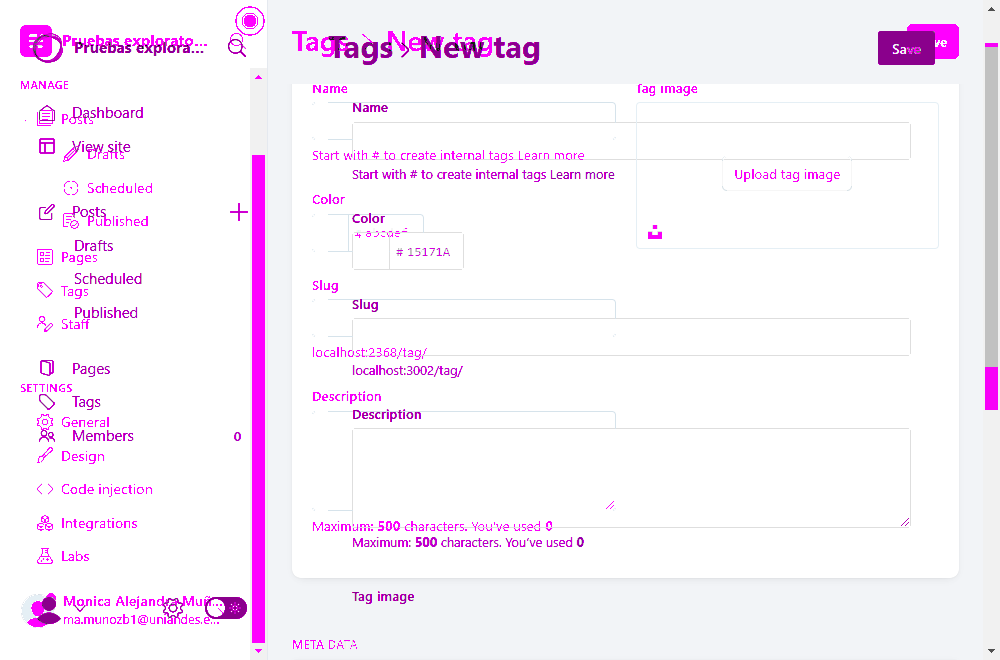 Pruebas explorato...
Pruebas explora...
MANAGE
Dashboard
Posts
View site
Drafts
Scheduled
Posts
Published
Drafts
Pages
Scheduled
Tags
Published
Staff
Pages
SETTINGS
Tags
General
Members 0
Design
Code injection
Integrations
Labs
Monica Alejandra Muñ...
ma.munozb1@uniandes.e...
Tags › New tag
Tags › New tag
Save
Name
Name
Start with # to create internal tags Learn more
Start with # to create internal tags Learn more
Color
Color
# abcdef
# 15171A
Slug
Slug
localhost:2368/tag/
localhost:3002/tag/
Description
Description
Maximum: 500 characters. You've used 0
Maximum: 500 characters. You've used 0
Tag image
Upload tag image
Tag image
META DATA